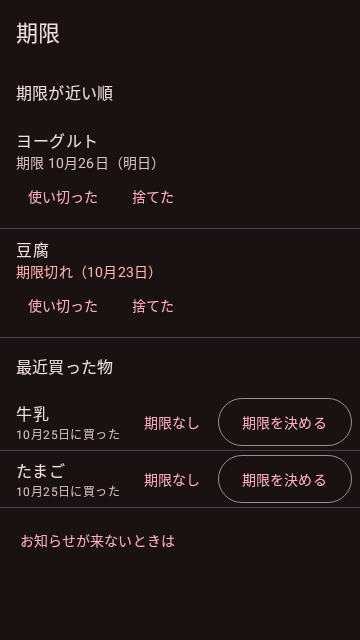 期限
期限が近い順
ヨーグルト
期限 10月26日（明日）
使い切った 捨てた
豆腐
期限切れ（10月23日）
使い切った 捨てた
最近買った物
牛乳
10月25日に買った
期限なし 期限を決める
たまご
10月25日に買った
期限なし 期限を決める
お知らせが来ないときは